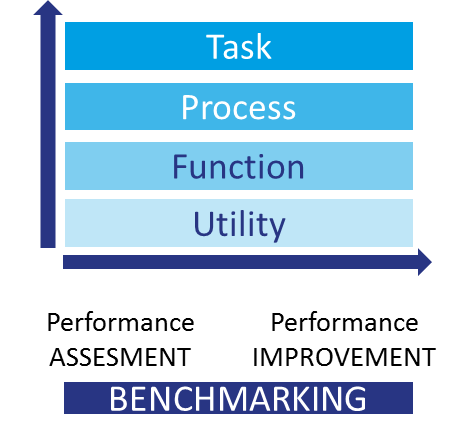 Task
Process
Function
Utility
Performance Performance
ASSESMENT IMPROVEMENT
BENCHMARKING